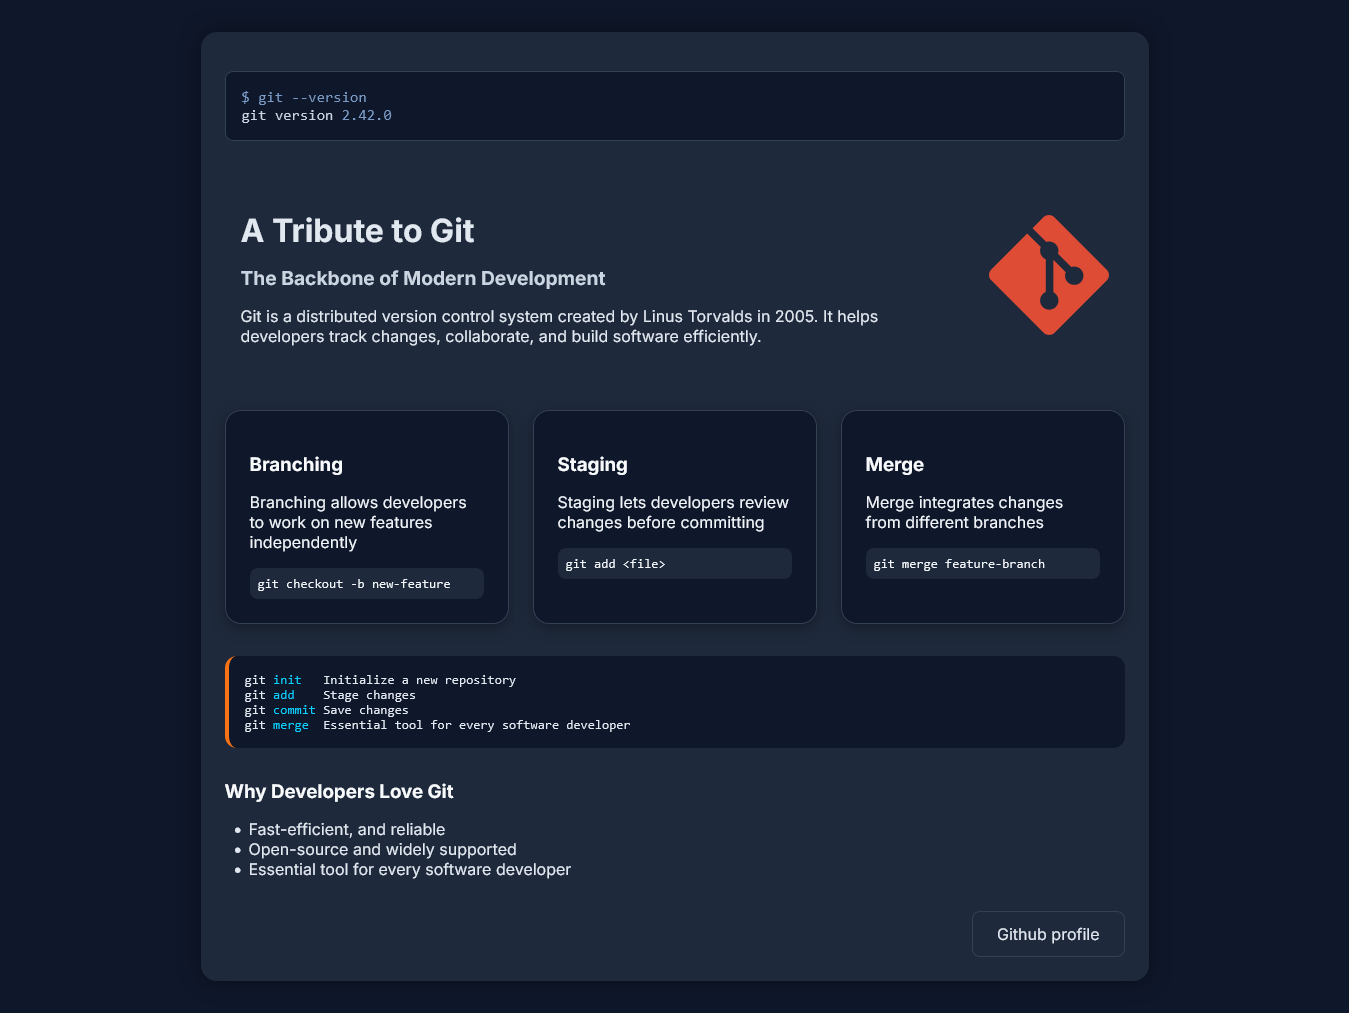 $ git --version
git version 2.42.0
A Tribute to Git
The Backbone of Modern Development
Git is a distributed version control system created by Linus Torvalds in 2005. It helps
developers track changes, collaborate, and build software efficiently.
Branching
Branching allows developers
to work on new features
independently
git checkout -b new-feature
Staging
Staging lets developers review
changes before committing
git add <file>
Merge
Merge integrates changes
from different branches
git merge feature-branch
git init   Initialize a new repository
git add    Stage changes
git commit Save changes
git merge  Essential tool for every software developer
Why Developers Love Git
• Fast-efficient, and reliable
• Open-source and widely supported
• Essential tool for every software developer
Github profile